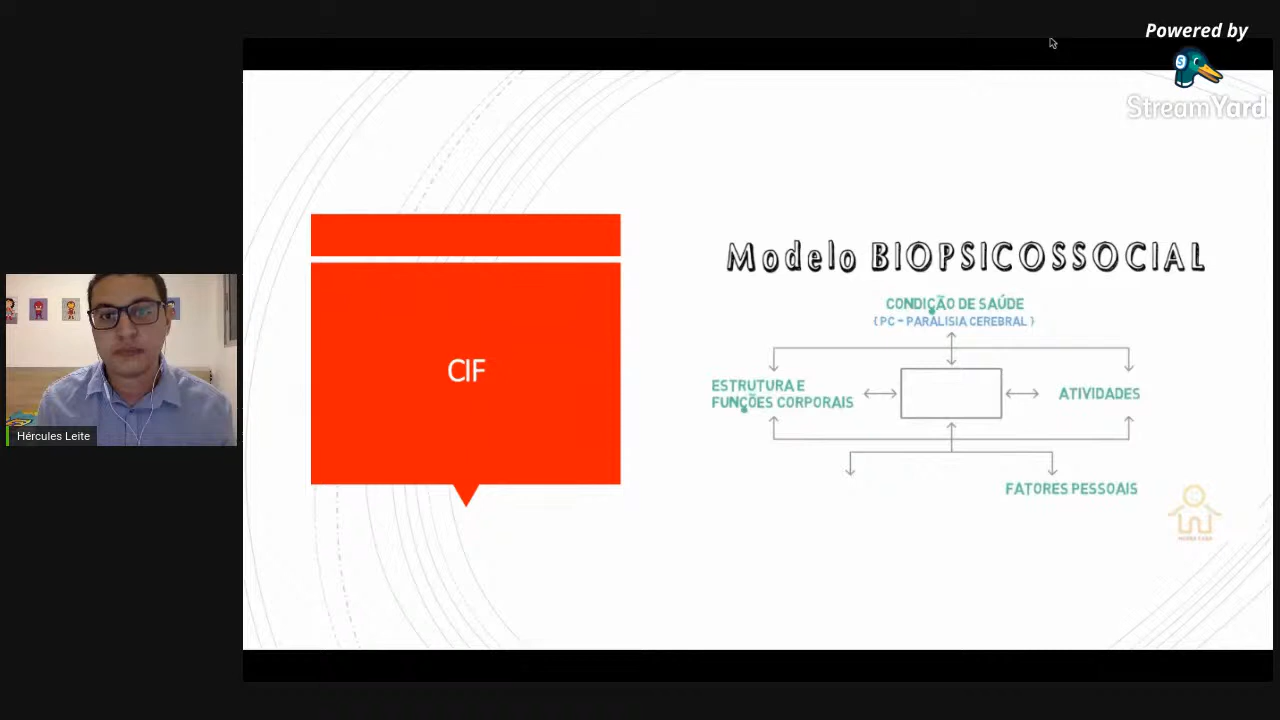 Powered by
StreamYard
Modelo BIOPSICOSSOCIAL
CONDIÇÃO DE SAÚDE
( PC - PARALISIA CEREBRAL )
CIF
ESTRUTURA E
FUNÇÕES CORPORAIS
ATIVIDADES
FATORES PESSOAIS
Hércules Leite